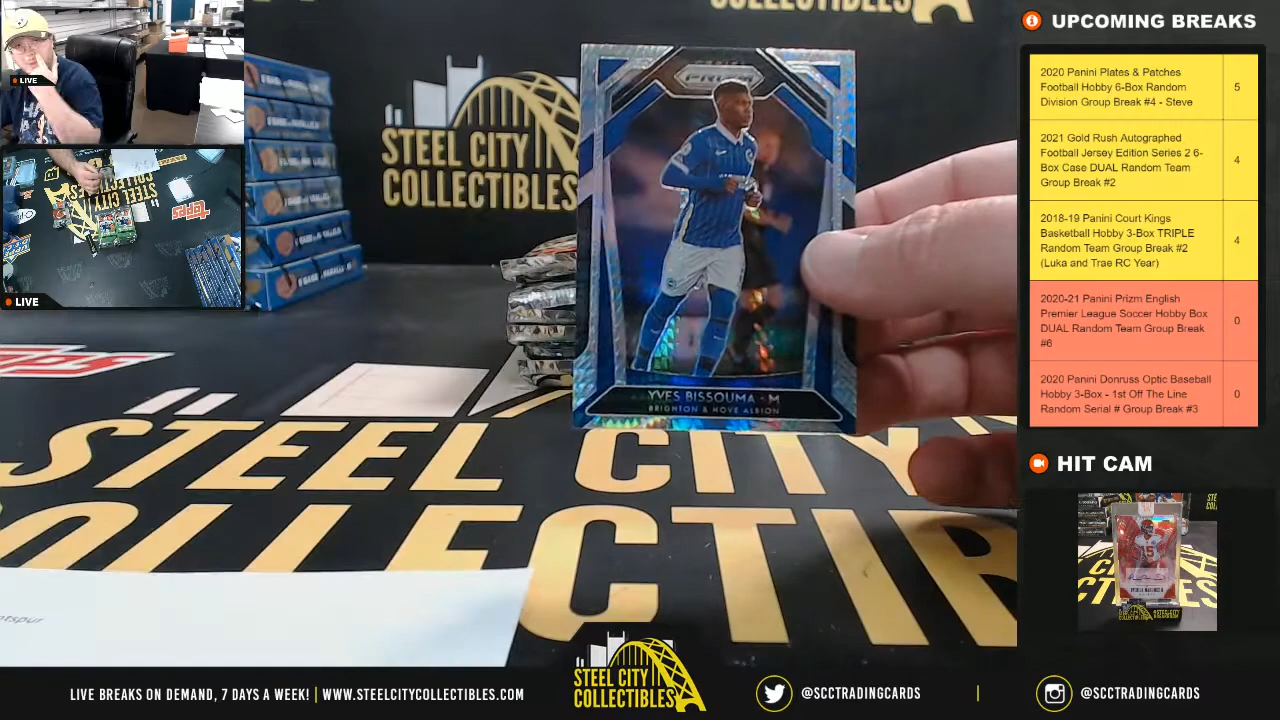 LIVE
LIVE
topps
COLLECTIBLES
STEEL CITY
COLLECTIBLES
PRIZM
YVES BISSOUMA - M
BRIGHTON & HOVE ALBION
STEEL CITY
COLLECTIB
UPCOMING BREAKS
2020 Panini Plates & Patches
Football Hobby 6-Box Random
Division Group Break #4 - Steve
5
2021 Gold Rush Autographed
Football Jersey Edition Series 2 6-
Box Case DUAL Random Team
Group Break #2
4
2018-19 Panini Court Kings
Basketball Hobby 3-Box TRIPLE
Random Team Group Break #2
(Luka and Trae RC Year)
4
2020-21 Panini Prizm English
Premier League Soccer Hobby Box
DUAL Random Team Group Break
#6
0
2020 Panini Donruss Optic Baseball
Hobby 3-Box - 1st Off The Line
Random Serial # Group Break #3
0
HIT CAM
LIVE BREAKS ON DEMAND, 7 DAYS A WEEK! | WWW.STEELCITYCOLLECTIBLES.COM
STEEL CITY
COLLECTIBLES
@SCCTRADINGCARDS
@SCCTRADINGCARDS